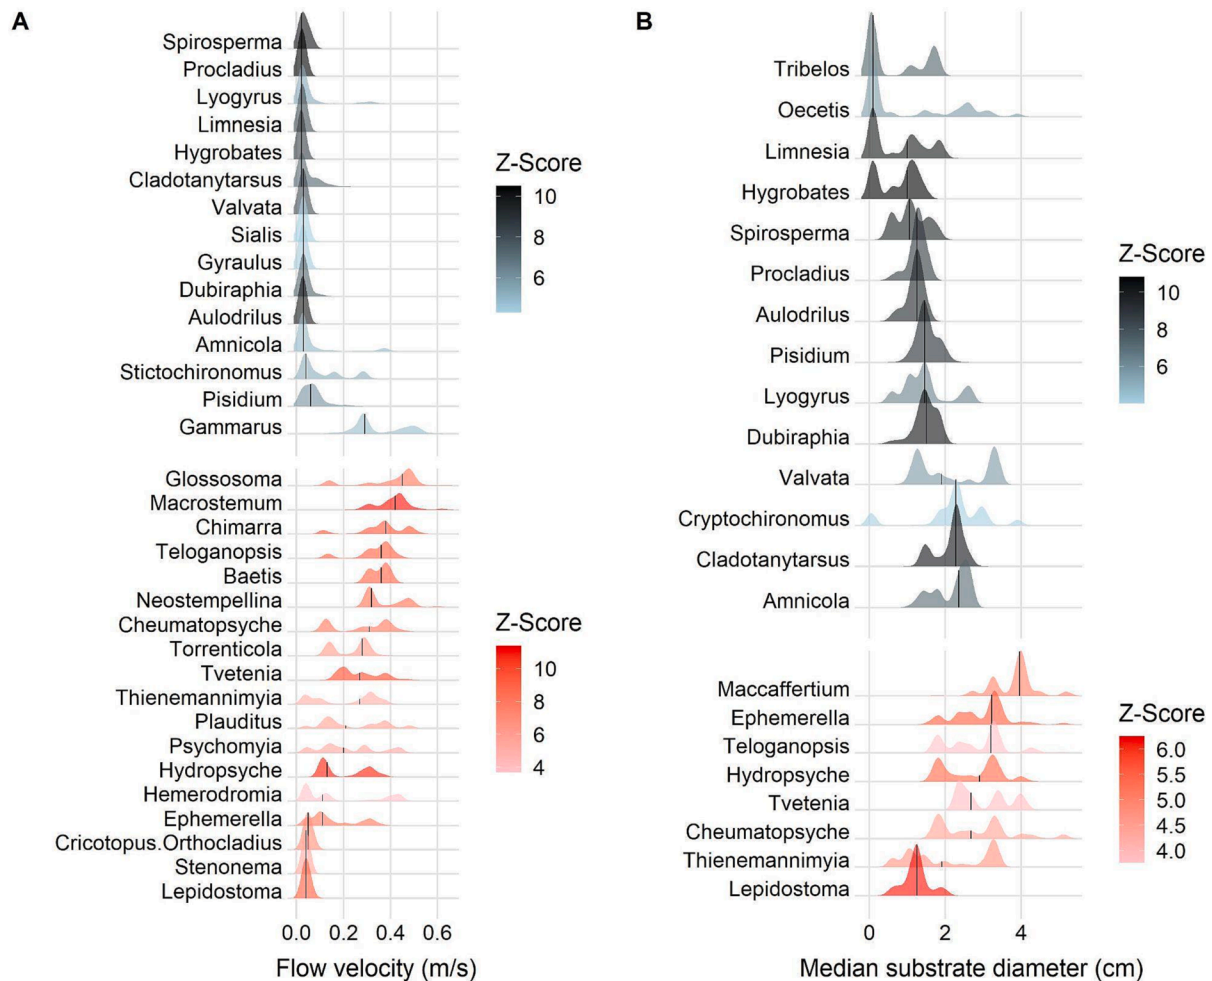 A
Spirosperma
Procladius
Lyogyrus
Limnesia
Hygrobates
Cladotanytarsus
Valvata
Sialis
Gyraulus
Dubiraphia
Aulodrilus
Amnicola
Stictochironomus
Pisidium
Gammarus
Z-Score
10
8
6
Glossosoma
Macrostemum
Chimarra
Teloganopsis
Baetis
Neostempellina
Cheumatopsyche
Torrenticola
Tvetenia
Thienemannimyia
Plauditus
Psychomyia
Hydropsyche
Hemerodromia
Ephemerella
Cricotopus.Orthocladius
Stenonema
Lepidostoma
Z-Score
10
8
6
4
0.0 0.2 0.4 0.6
Flow velocity (m/s)
B
Tribelos
Oecetis
Limnesia
Hygrobates
Spirosperma
Procladius
Aulodrilus
Pisidium
Lyogyrus
Dubiraphia
Valvata
Cryptochironomus
Cladotanytarsus
Amnicola
Z-Score
10
8
6
Maccaffertium
Ephemerella
Teloganopsis
Hydropsyche
Tvetenia
Cheumatopsyche
Thienemannimyia
Lepidostoma
Z-Score
6.0
5.5
5.0
4.5
4.0
0 2 4
Median substrate diameter (cm)